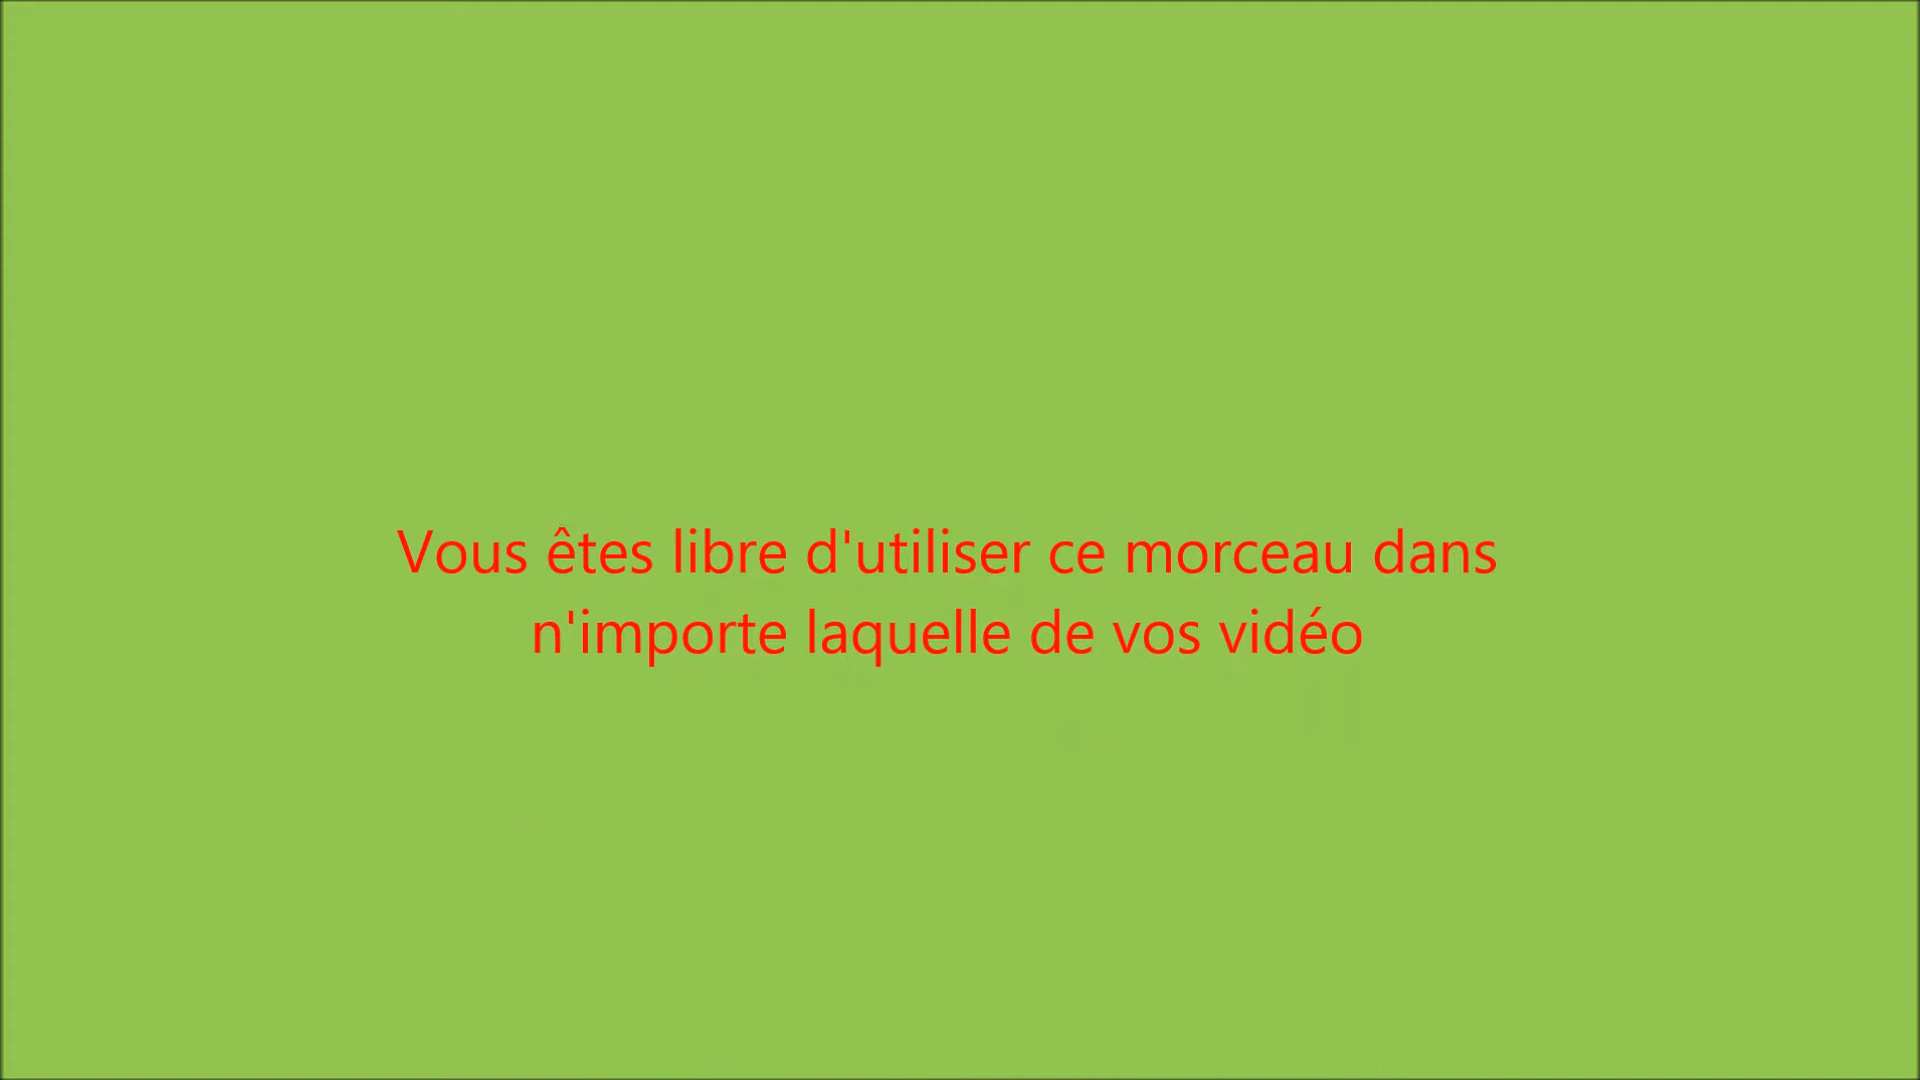 Vous êtes libre d'utiliser ce morceau dans
n'importe laquelle de vos vidéo